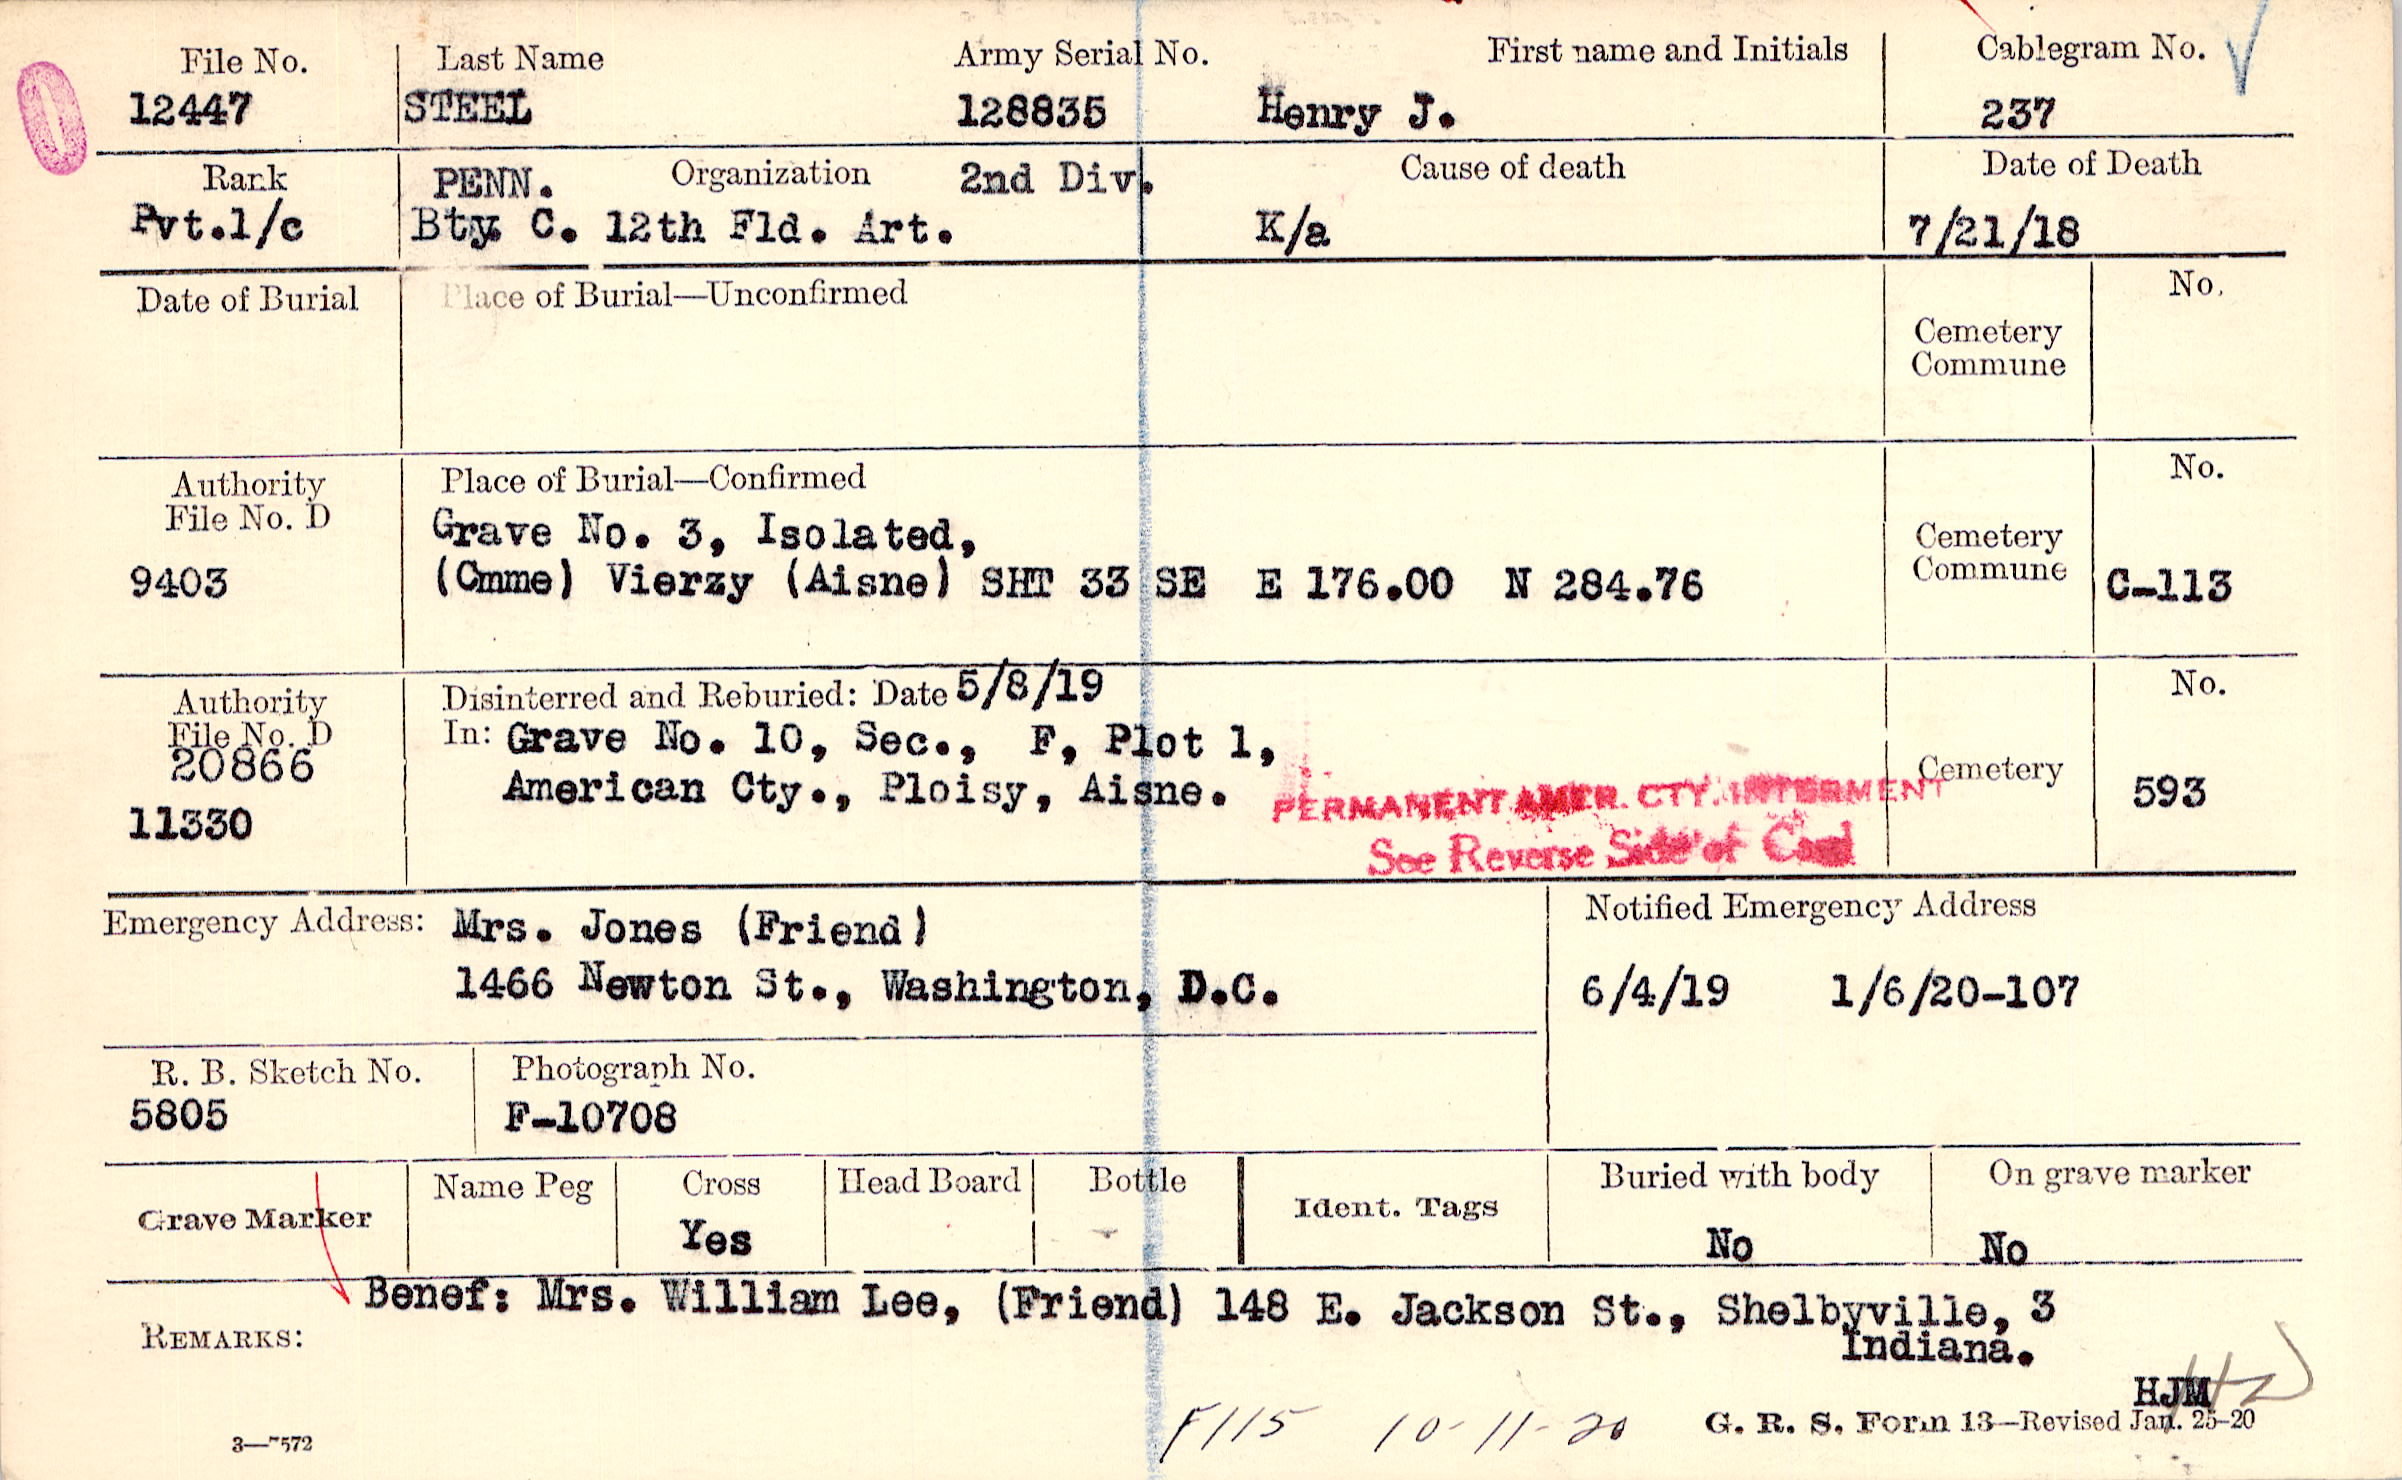 File No. Last Name Army Serial No. First name and Initials Cablegram No.
12447 STEEL 128835 Henry J. 237
Rank PENN. Organization 2nd Div. Cause of death Date of Death
Pvt.1/c Bty. C. 12th Fld. Art. K/a 7/21/18
Date of Burial Place of Burial—Unconfirmed No.
Cemetery
Commune
Authority Place of Burial—Confirmed No.
File No. D
Grave No. 3, Isolated, Cemetery
9403 (Cmme) Vierzy (Aisne) SHT 33 SE E 176.00 N 284.76 Commune C-113
Authority Disinterred and Reburied: Date 5/8/19 No.
File No. D In: Grave No. 10, Sec., F, Plot 1,
20866 Cemetery
American Cty., Ploisy, Aisne. 593
PERMANENT AMER. CTY. INTERMENT
11330
See Reverse Side of Card
Emergency Address: Mrs. Jones (Friend) Notified Emergency Address
1466 Newton St., Washington, D.C. 6/4/19 1/6/20-107
R. B. Sketch No. Photograph No.
5805 F-10708
Grave Marker Name Peg Cross Head Board Bottle Ident. Tags Buried with body On grave marker
Yes No No
Benef: Mrs. William Lee, (Friend) 148 E. Jackson St., Shelbyville, 3
REMARKS: Indiana.
HJM
F115 10-11-20 G. R. S. Form 13—Revised Jan. 25-20
3—7572